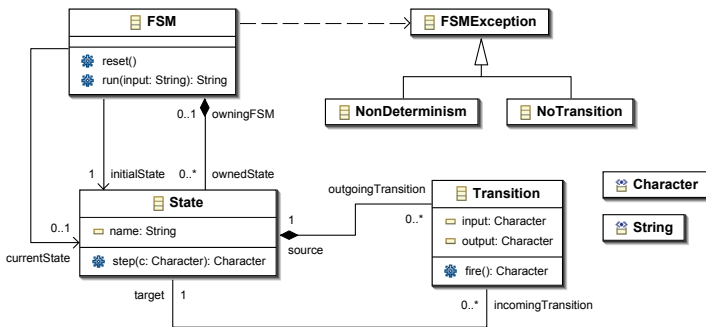 FSM
reset()
run(input: String): String
FSMException
NonDeterminism
NoTransition
0..1
owningFSM
1
initialState
0..*
ownedState
State
name: String
step(c: Character): Character
0..1
currentState
1
source
outgoingTransition
0..*
Transition
input: Character
output: Character
fire(): Character
Character
String
target
1
0..*
incomingTransition